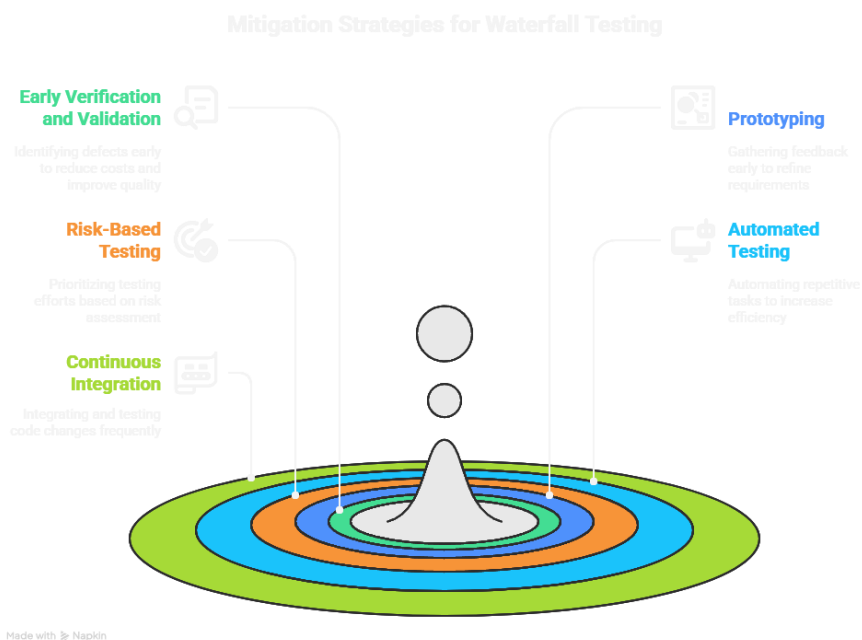 Mitigation Strategies for Waterfall Testing
Early Verification
and Validation
Identifying defects early
to reduce costs and
improve quality
Risk-Based
Testing
Prioritizing testing
efforts based on risk
assessment
Continuous
Integration
Integrating and testing
code changes frequently
Prototyping
Gathering feedback
early to refine
requirements
Automated
Testing
Automating repetitive
tasks to increase
efficiency
Made with Napkin